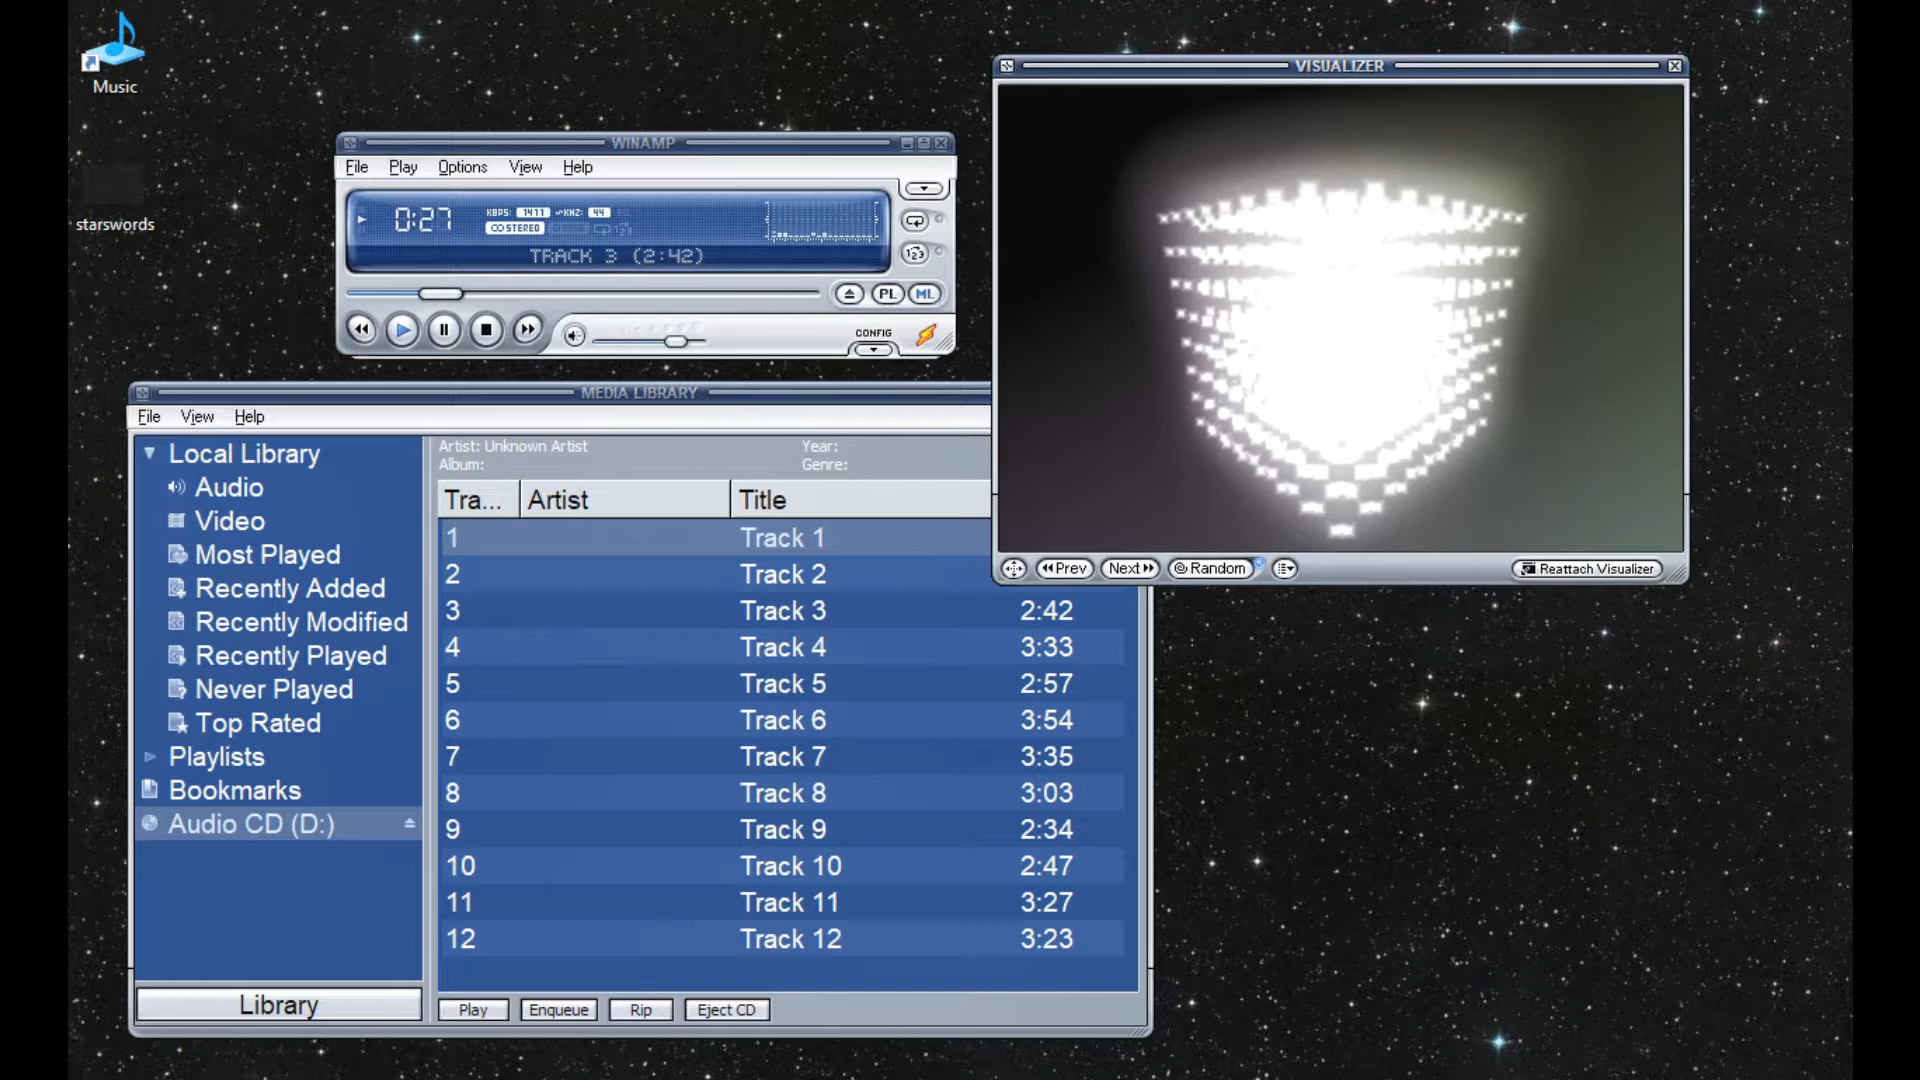 Music
starswords
WINAMP
File Play Options View Help
0:27
KBPS: 1411 KHZ: 44
STEREO
TRACK 3 (2:42)
PL ML
CONFIG
VISUALIZER
Prev Next Random Reattach Visualizer
MEDIA LIBRARY
File View Help
Local Library
Audio
Video
Most Played
Recently Added
Recently Modified
Recently Played
Never Played
Top Rated
Playlists
Bookmarks
Audio CD (D:)
Library
Artist: Unknown Artist Year:
Album: Genre:
Tra... Artist Title
1 Track 1
2 Track 2
3 Track 3 2:42
4 Track 4 3:33
5 Track 5 2:57
6 Track 6 3:54
7 Track 7 3:35
8 Track 8 3:03
9 Track 9 2:34
10 Track 10 2:47
11 Track 11 3:27
12 Track 12 3:23
Play Enqueue Rip Eject CD